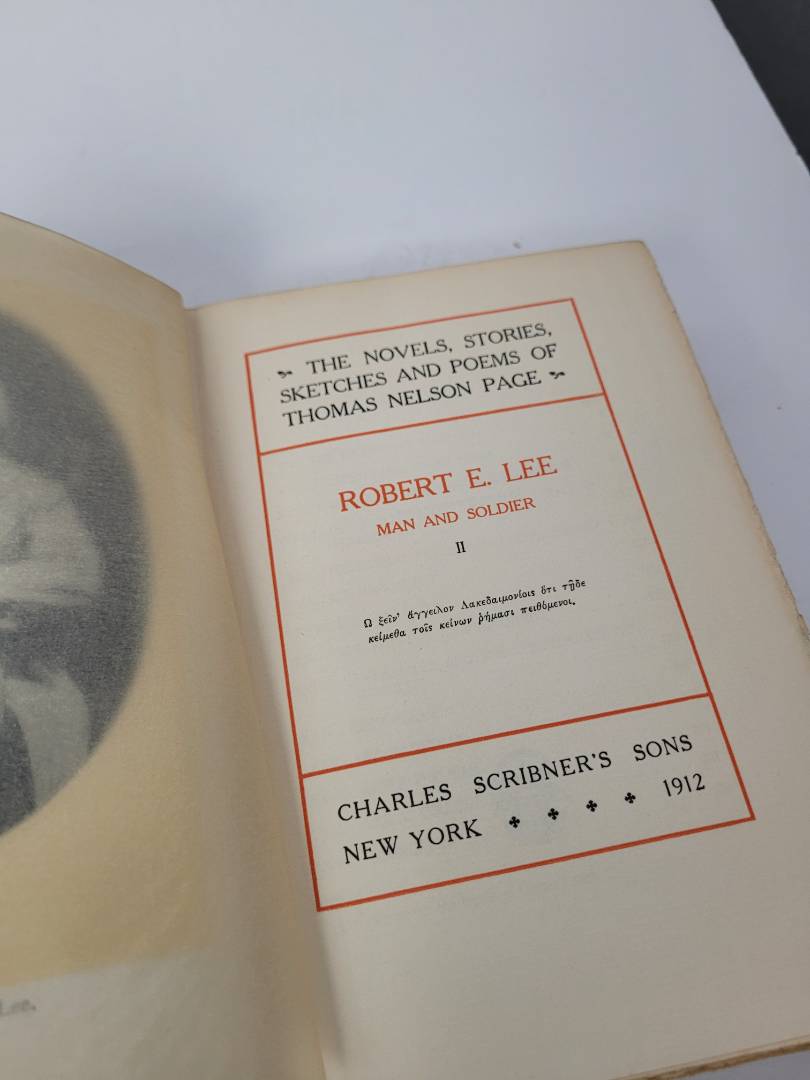 THE NOVELS, STORIES,
SKETCHES AND POEMS OF
THOMAS NELSON PAGE
ROBERT E. LEE
MAN AND SOLDIER
II
Ω ξεῖν' ἄγγειλον Λακεδαιμονίοις ὅτι τῇδε
κείμεθα τοῖς κείνων ῥήμασι πειθόμενοι.
CHARLES SCRIBNER'S SONS
NEW YORK 1912
Lee.